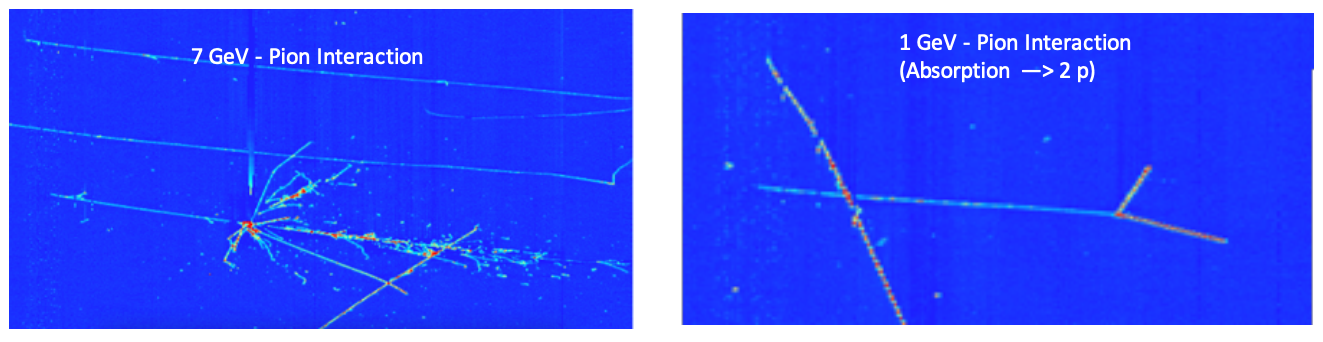 7 GeV - Pion Interaction
1 GeV - Pion Interaction
(Absorption —> 2 p)